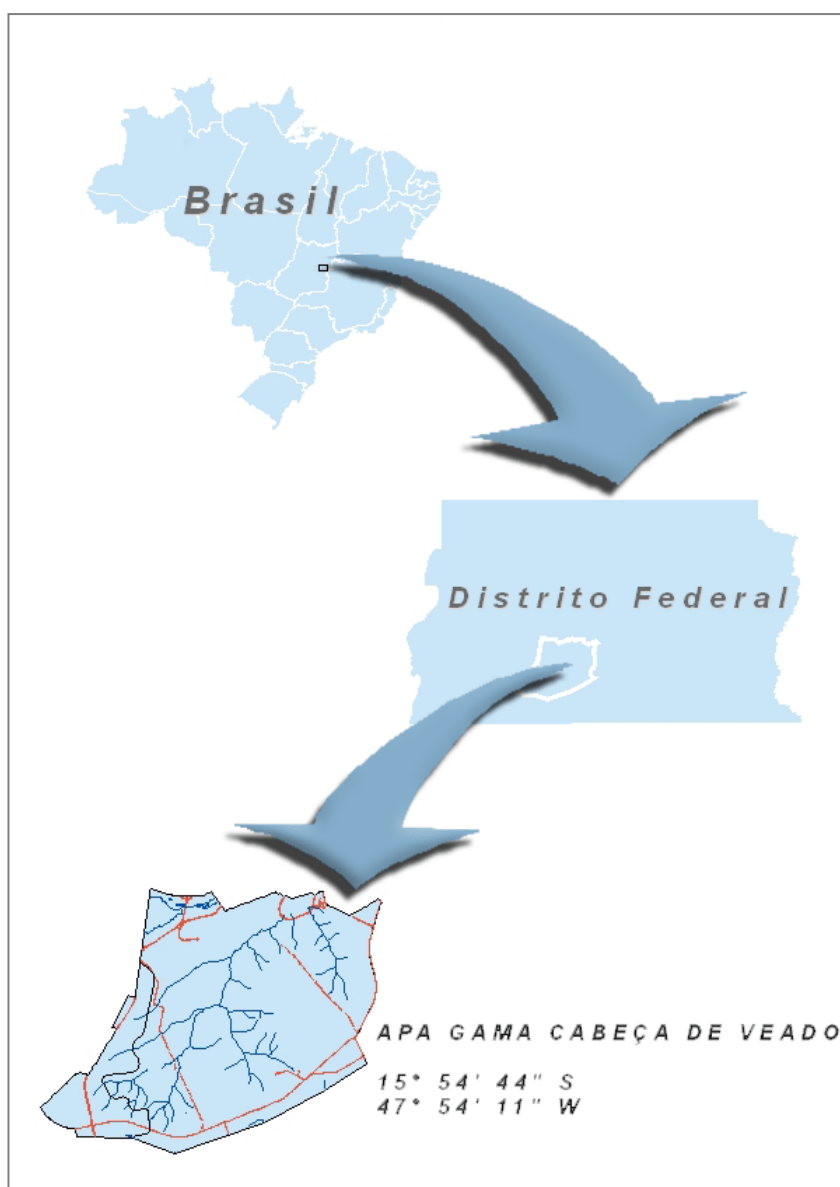 Brasil
Distrito Federal
APA GAMA CABEÇA DE VEADO
15° 54' 44" S
47° 54' 11" W